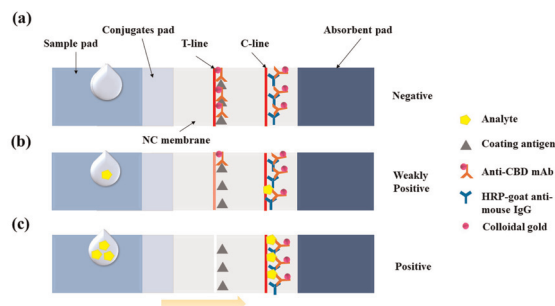 (a)
Conjugates pad
Sample pad
T-line
C-line
Absorbent pad
Negative
NC membrane
(b)
Weakly
Positive
(c)
Positive
Analyte
Coating antigen
Anti-CBD mAb
HRP-goat anti-
mouse IgG
Colloidal gold